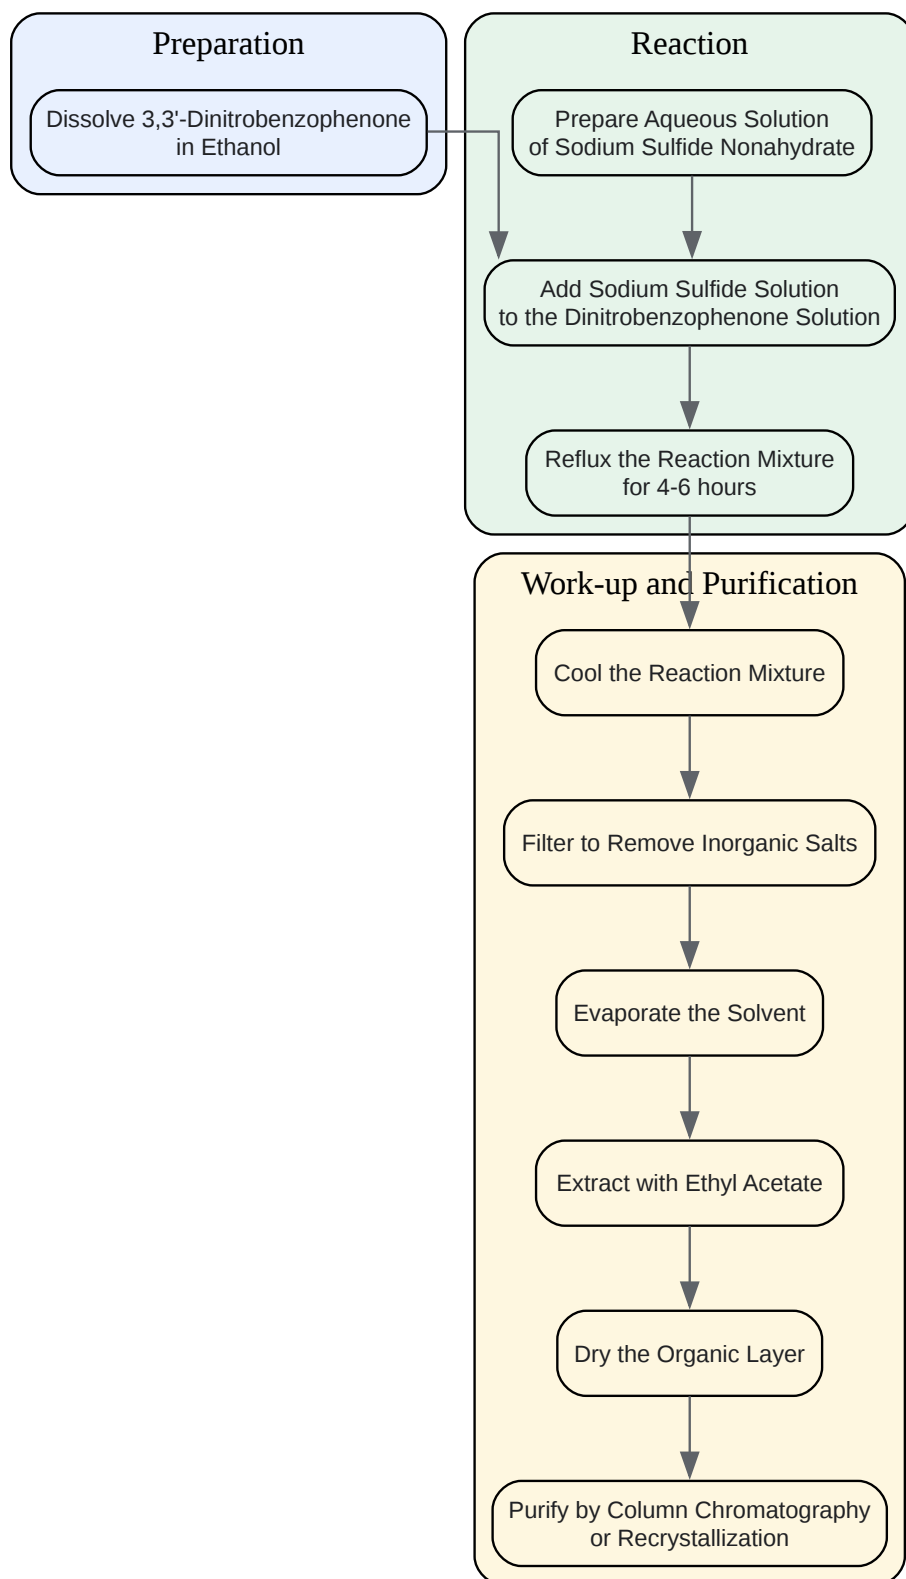 Preparation
Dissolve 3,3'-Dinitrobenzophenone
in Ethanol
Reaction
Prepare Aqueous Solution
of Sodium Sulfide Nonahydrate
Add Sodium Sulfide Solution
to the Dinitrobenzophenone Solution
Reflux the Reaction Mixture
for 4-6 hours
Work-up and Purification
Cool the Reaction Mixture
Filter to Remove Inorganic Salts
Evaporate the Solvent
Extract with Ethyl Acetate
Dry the Organic Layer
Purify by Column Chromatography
or Recrystallization